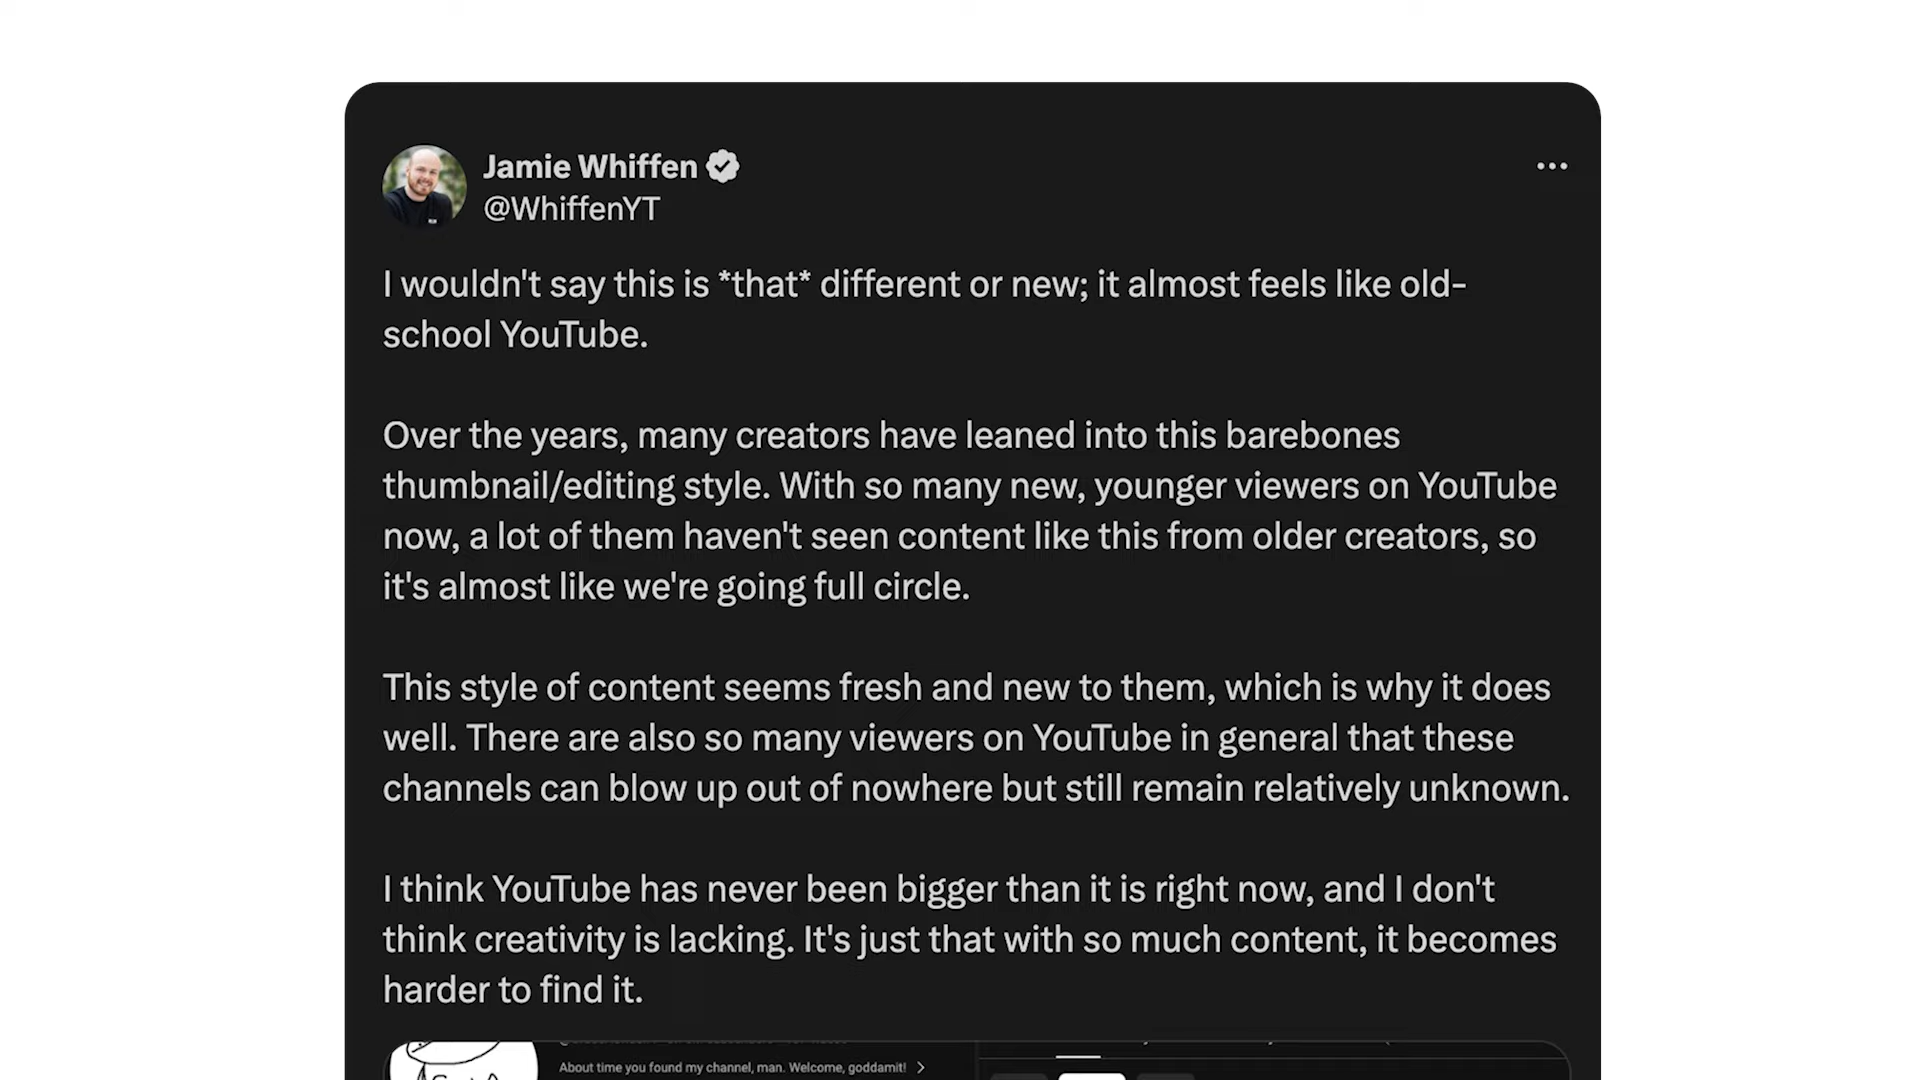 Jamie Whiffen
@WhiffenYT
I wouldn't say this is *that* different or new; it almost feels like old-
school YouTube.
Over the years, many creators have leaned into this barebones
thumbnail/editing style. With so many new, younger viewers on YouTube
now, a lot of them haven't seen content like this from older creators, so
it's almost like we're going full circle.
This style of content seems fresh and new to them, which is why it does
well. There are also so many viewers on YouTube in general that these
channels can blow up out of nowhere but still remain relatively unknown.
I think YouTube has never been bigger than it is right now, and I don't
think creativity is lacking. It's just that with so much content, it becomes
harder to find it.
About time you found my channel, man. Welcome, goddamit!